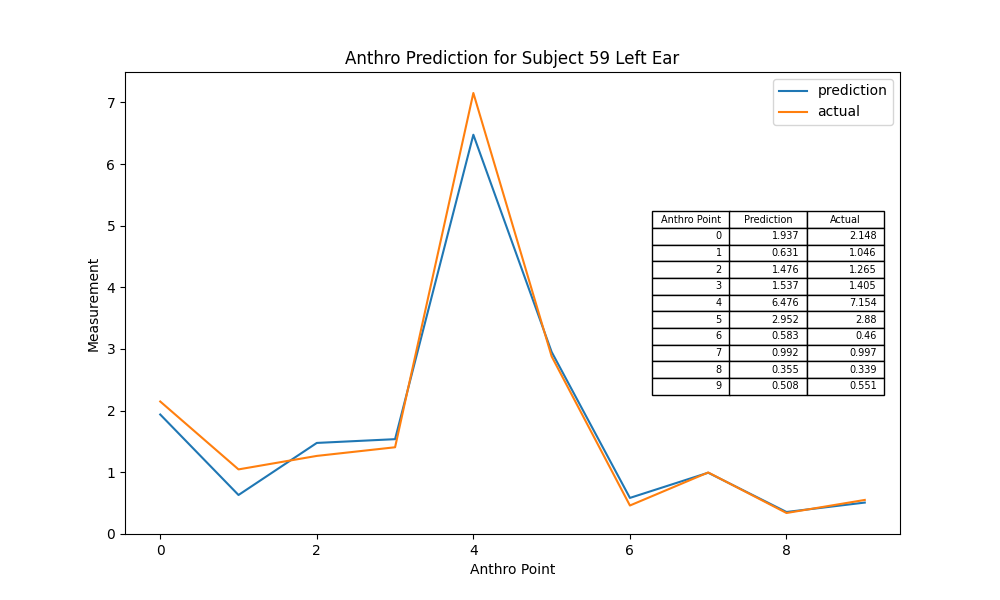 Anthro Prediction for Subject 59 Left Ear
prediction
actual
7
6
5
4
3
2
1
0
Measurement
Anthro Point Prediction Actual
0 1.937 2.148
1 0.631 1.046
2 1.476 1.265
3 1.537 1.405
4 6.476 7.154
5 2.952 2.88
6 0.583 0.46
7 0.992 0.997
8 0.355 0.339
9 0.508 0.551
0 2 4 6 8
Anthro Point